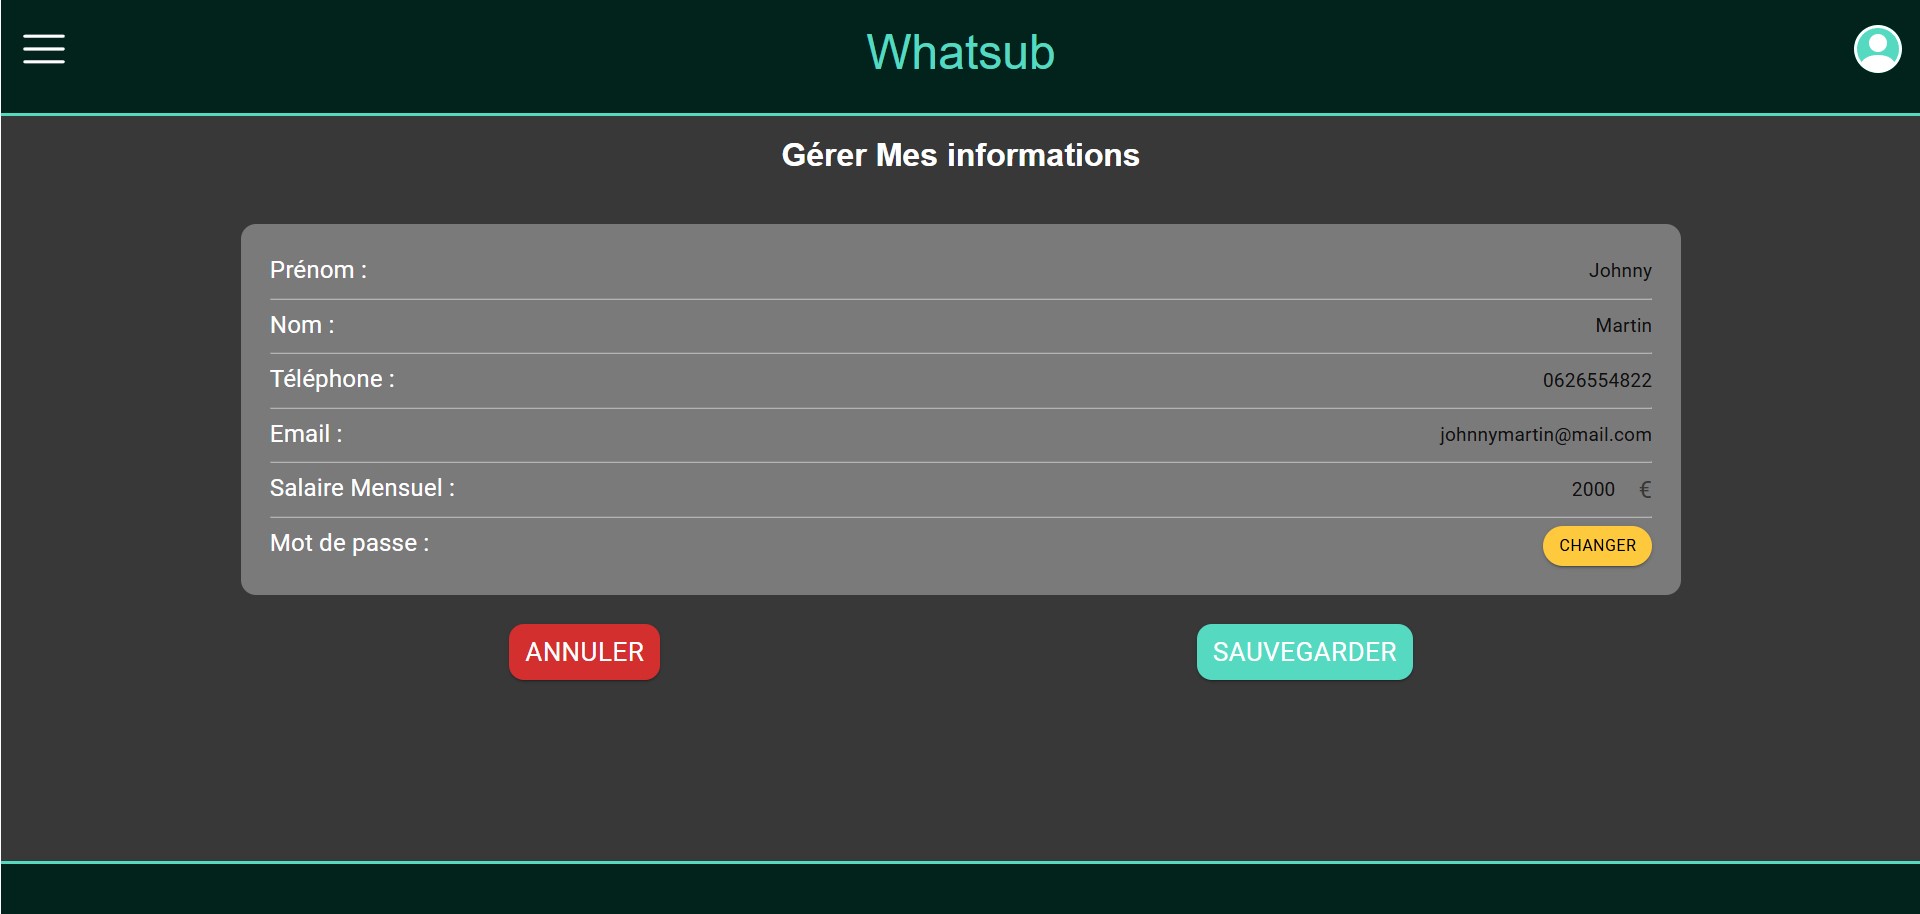 Whatsub
Gérer Mes informations
Prénom : Johnny
Nom : Martin
Téléphone : 0626554822
Email : johnnymartin@mail.com
Salaire Mensuel : 2000 €
Mot de passe : CHANGER
ANNULER SAUVEGARDER